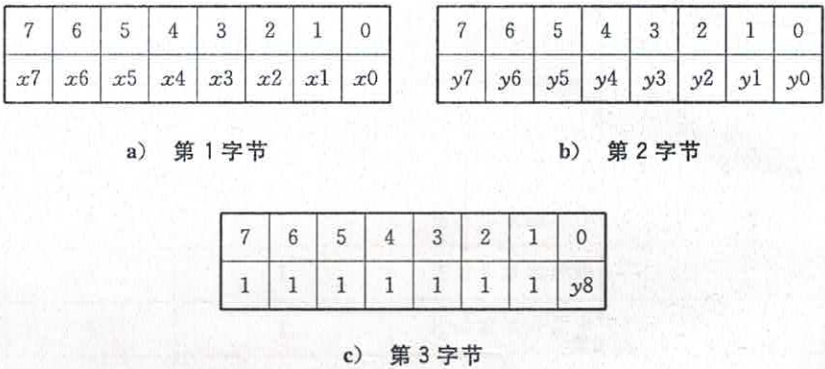 7 6 5 4 3 2 1 0
x7 x6 x5 x4 x3 x2 x1 x0
a) 第 1 字节
7 6 5 4 3 2 1 0
y7 y6 y5 y4 y3 y2 y1 y0
b) 第 2 字节
7 6 5 4 3 2 1 0
1 1 1 1 1 1 1 y8
c) 第 3 字节